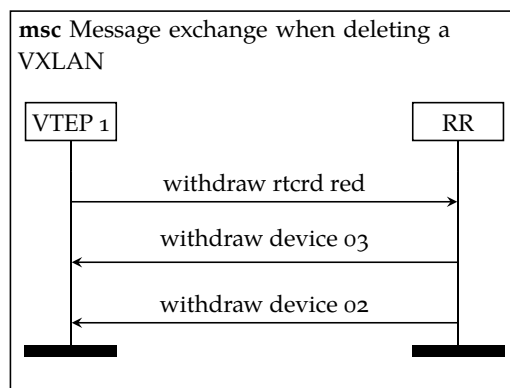 msc Message exchange when deleting a
VXLAN
VTEP 1
RR
withdraw rtcrd red
withdraw device 03
withdraw device 02